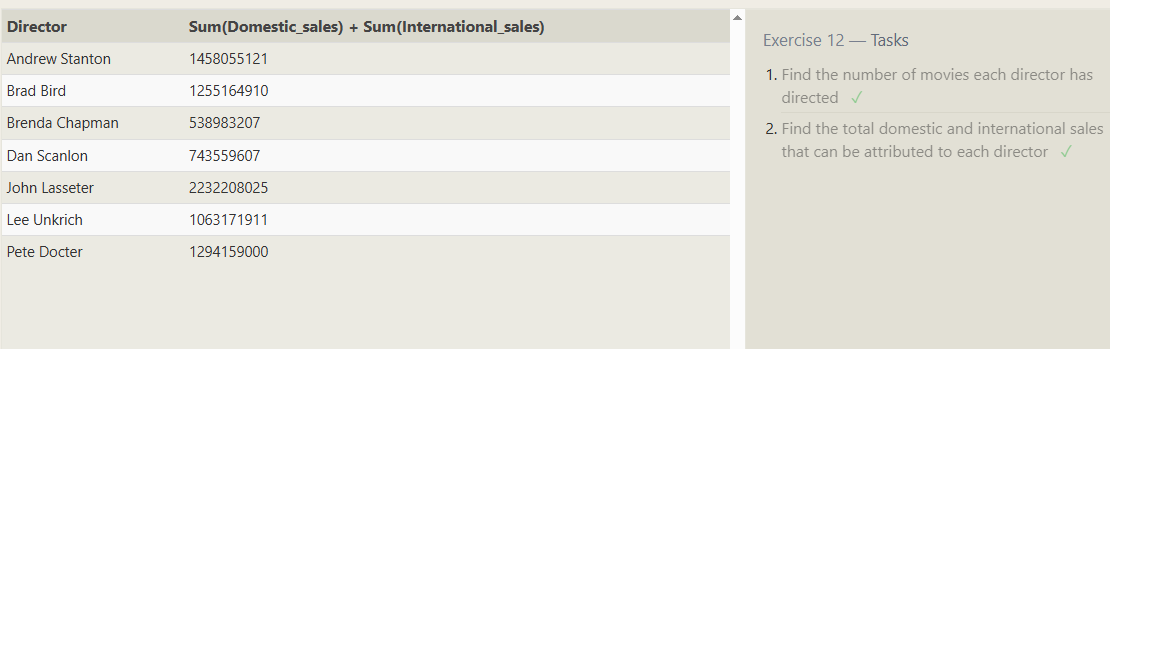 Director Sum(Domestic_sales) + Sum(International_sales)
Andrew Stanton 1458055121
Brad Bird 1255164910
Brenda Chapman 538983207
Dan Scanlon 743559607
John Lasseter 2232208025
Lee Unkrich 1063171911
Pete Docter 1294159000
Exercise 12 — Tasks
1. Find the number of movies each director has
directed ✓
2. Find the total domestic and international sales
that can be attributed to each director ✓